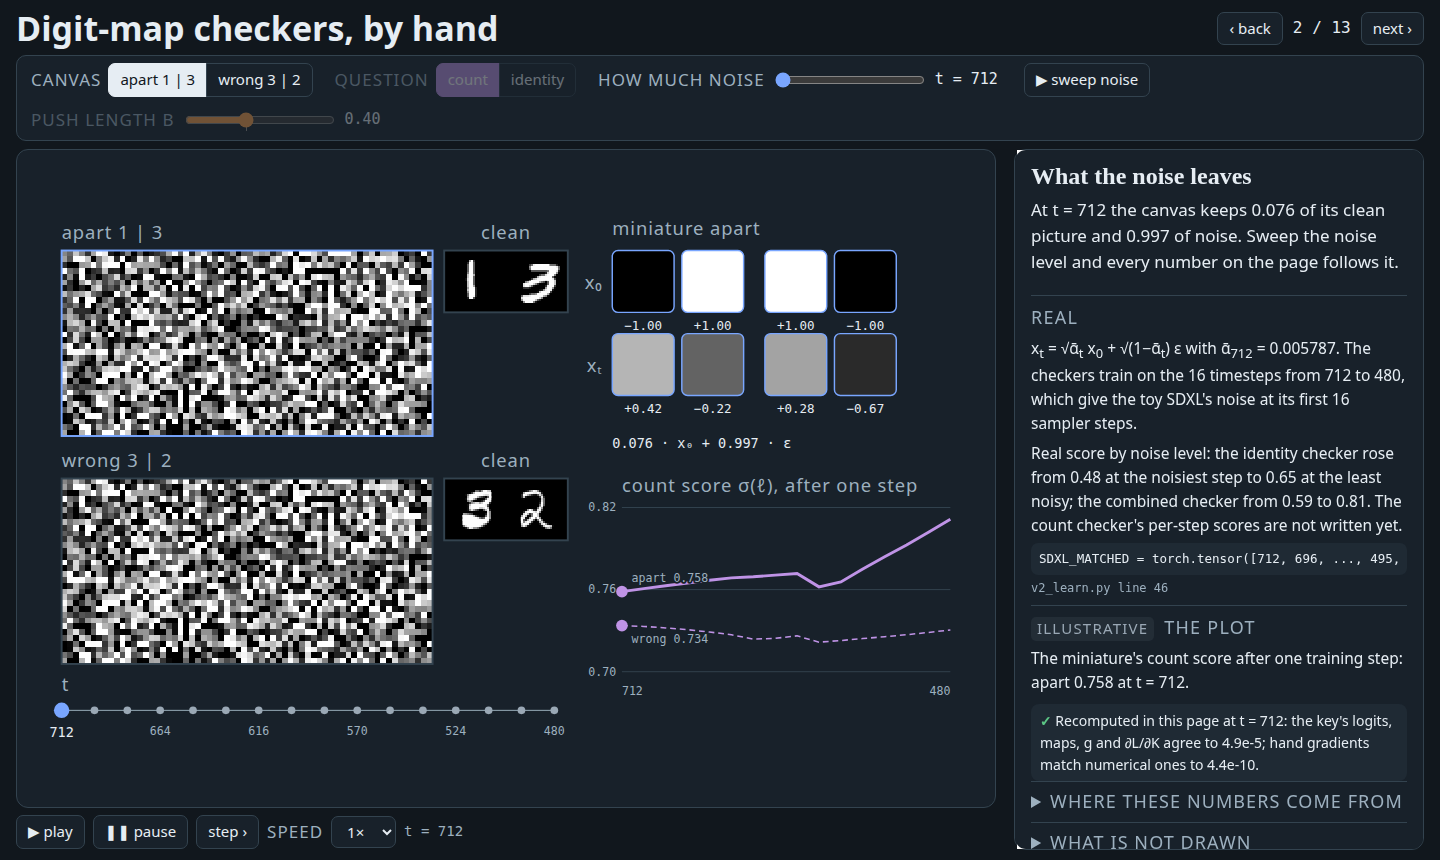 Digit-map checkers, by hand
‹ back 2 / 13 next ›
CANVAS apart 1 | 3 wrong 3 | 2 QUESTION count identity HOW MUCH NOISE t = 712 ▶ sweep noise
PUSH LENGTH B 0.40
apart 1 | 3 clean
1 3
wrong 3 | 2 clean
3 2
t
712 664 616 570 524 480
miniature apart
x₀
−1.00 +1.00 +1.00 −1.00
xₜ
+0.42 −0.22 +0.28 −0.67
0.076 · x₀ + 0.997 · ε
count score σ(ℓ), after one step
0.82
apart 0.758
0.76
wrong 0.734
0.70
712 480
What the noise leaves
At t = 712 the canvas keeps 0.076 of its clean
picture and 0.997 of noise. Sweep the noise
level and every number on the page follows it.
REAL
xₜ = √ᾱₜ x₀ + √(1−ᾱₜ) ε with ᾱ₇₁₂ = 0.005787. The
checkers train on the 16 timesteps from 712 to 480,
which give the toy SDXL's noise at its first 16
sampler steps.
Real score by noise level: the identity checker rose
from 0.48 at the noisiest step to 0.65 at the least
noisy; the combined checker from 0.59 to 0.81. The
count checker's per-step scores are not written yet.
SDXL_MATCHED = torch.tensor([712, 696, ..., 495,
v2_learn.py line 46
ILLUSTRATIVE THE PLOT
The miniature's count score after one training step:
apart 0.758 at t = 712.
✓ Recomputed in this page at t = 712: the key's logits,
maps, g and ∂L/∂K agree to 4.9e-5; hand gradients
match numerical ones to 4.4e-10.
▶ WHERE THESE NUMBERS COME FROM
▶ WHAT IS NOT DRAWN
▶ play ❚❚ pause step › SPEED 1× t = 712